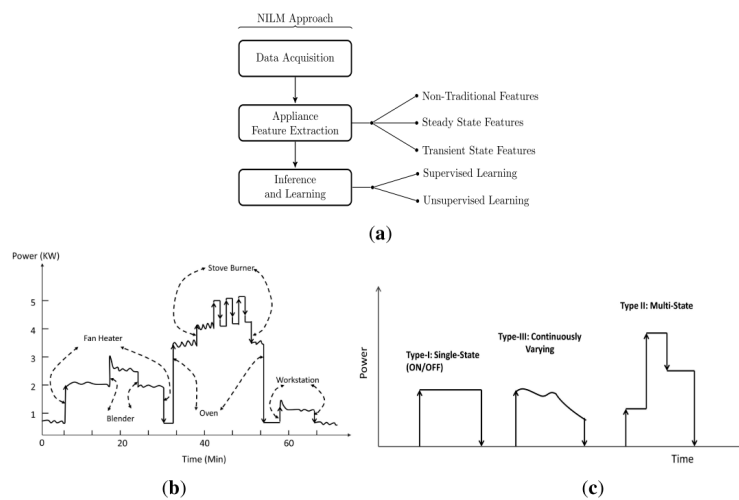 NILM Approach
Data Acquisition
Appliance
Feature Extraction
Non-Traditional Features
Steady State Features
Transient State Features
Inference
and Learning
Supervised Learning
Unsupervised Learning
(a)
Power (KW)
Stove Burner
5
4
Fan Heater
3
2
Workstation
1
Blender
Oven
0
20
40
60
Time (Min)
(b)
Type II: Multi-State
Type-III: Continuously
Varying
Type-I: Single-State
(ON/OFF)
Power
Time
(c)